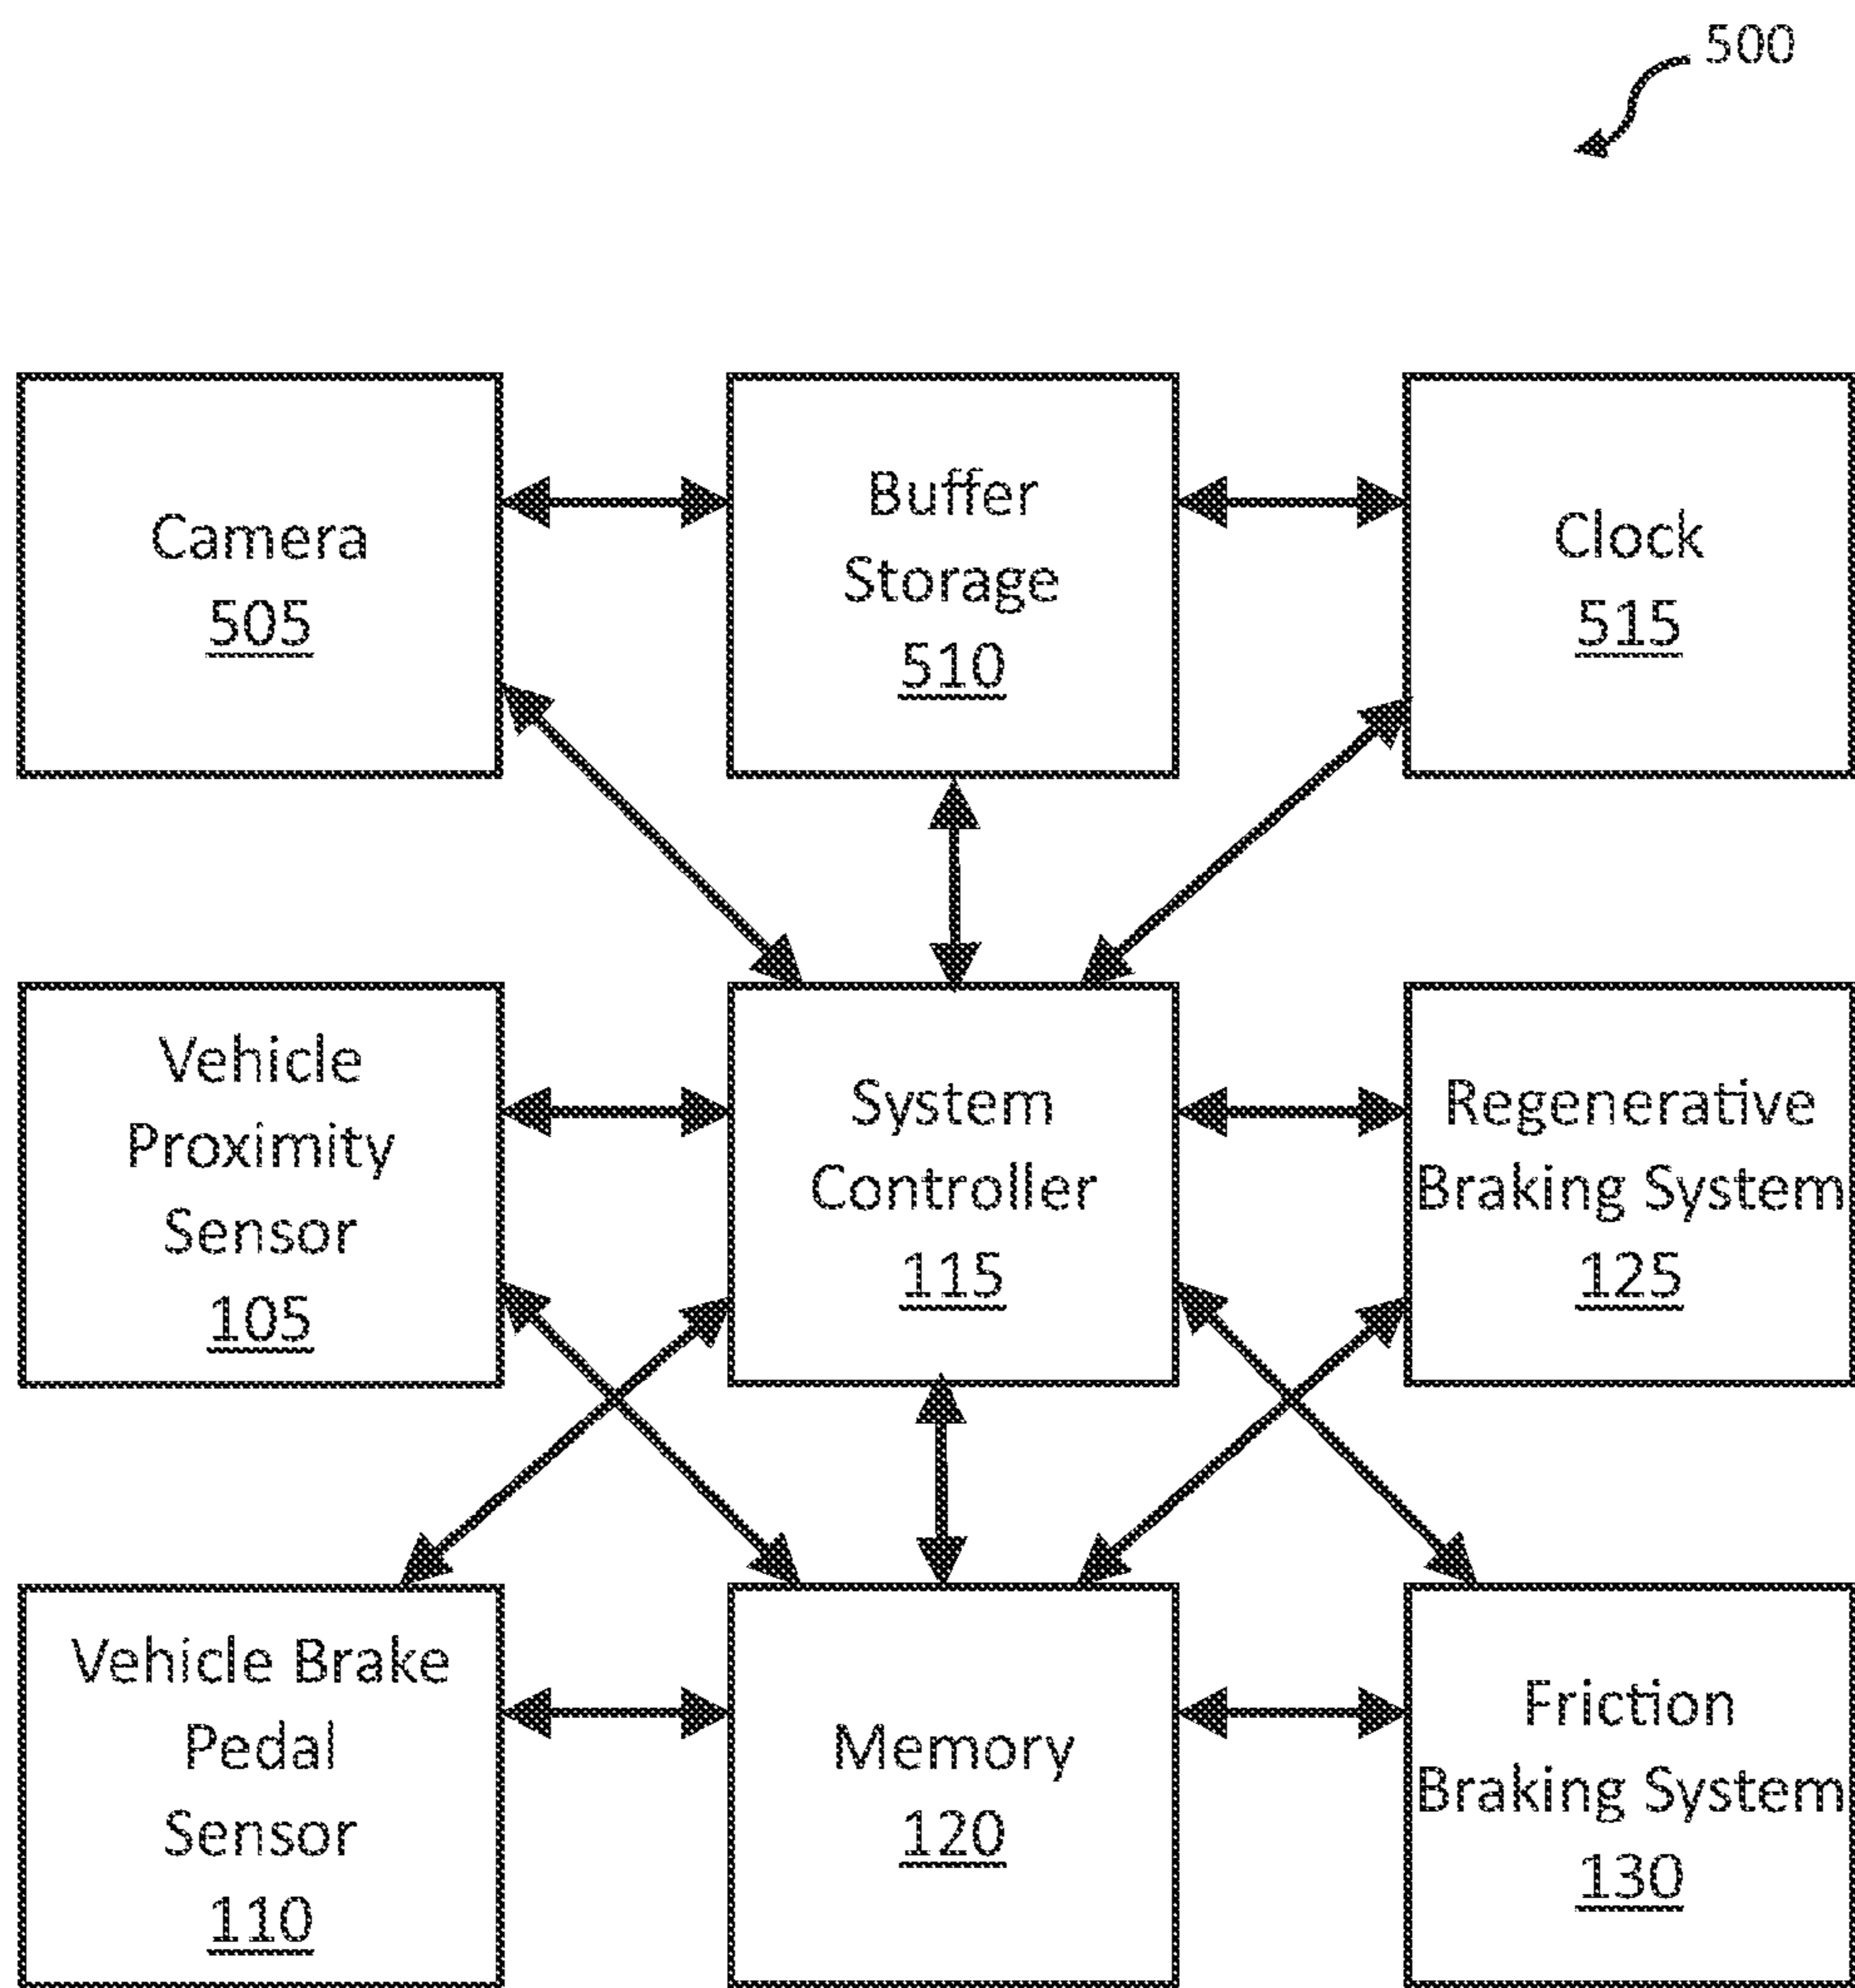 500
Camera
505
Buffer
Storage
510
Clock
515
Vehicle
Proximity
Sensor
105
System
Controller
115
Regenerative
Braking System
125
Vehicle Brake
Pedal
Sensor
110
Memory
120
Friction
Braking System
130